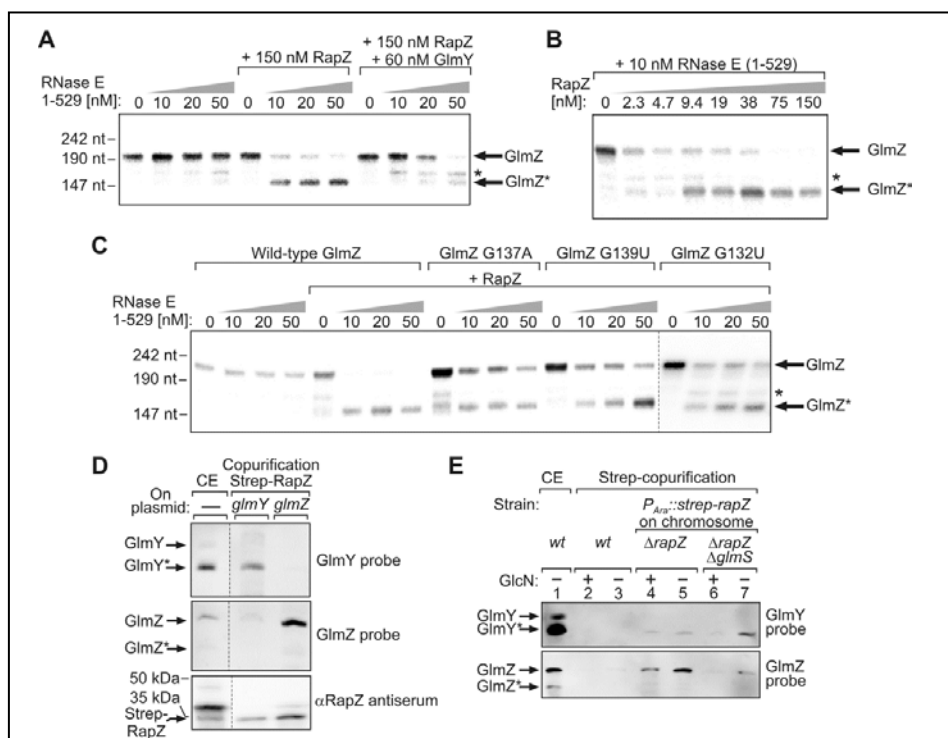 A
+ 150 nM RapZ
+ 150 nM RapZ
+ 60 nM GlmY
RNase E
1-529 [nM]: 0 10 20 50 0 10 20 50 0 10 20 50
242 nt
190 nt
147 nt
GlmZ
*
GlmZ*
B
+ 10 nM RNase E (1-529)
RapZ
[nM]: 0 2.3 4.7 9.4 19 38 75 150
GlmZ
*
GlmZ*
C
Wild-type GlmZ GlmZ G137A GlmZ G139U GlmZ G132U
+ RapZ
RNase E
1-529 [nM]: 0 10 20 50 0 10 20 50 0 10 20 50 0 10 20 50 0 10 20 50
242 nt
190 nt
147 nt
GlmZ
*
GlmZ*
D
Copurification
CE Strep-RapZ
On
plasmid: — glmY glmZ
GlmY
GlmY*
GlmY probe
GlmZ
GlmZ*
GlmZ probe
50 kDa
35 kDa
Strep-
RapZ
αRapZ antiserum
E
CE Strep-copurification
Strain: P_Ara::strep-rapZ
on chromosome
wt wt ΔrapZ ΔrapZ
ΔglmS
GlcN: + − + − + −
1 2 3 4 5 6 7
GlmY
GlmY*
GlmY
probe
GlmZ
GlmZ*
GlmZ
probe